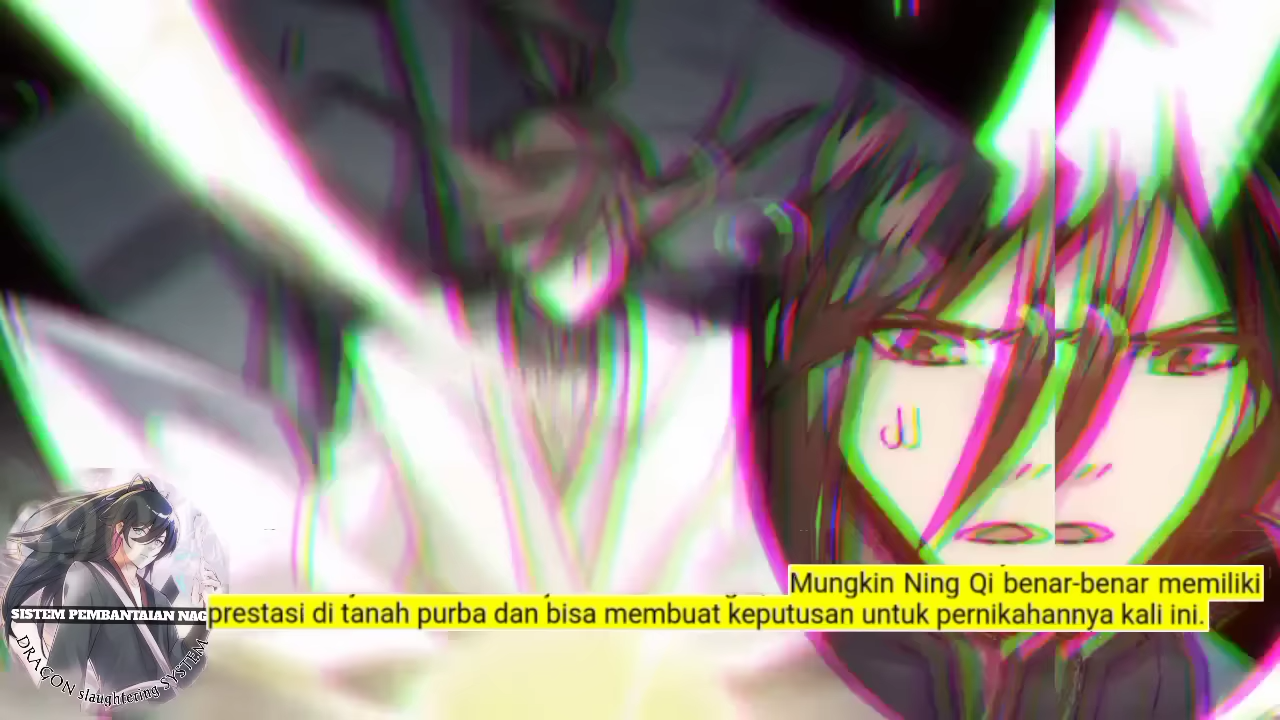 Mungkin Ning Qi benar-benar memiliki
prestasi di tanah purba dan bisa membuat keputusan untuk pernikahannya kali ini.
SISTEM PEMBANTAIAN NAG
DRAGON slaughtering SYSTEM